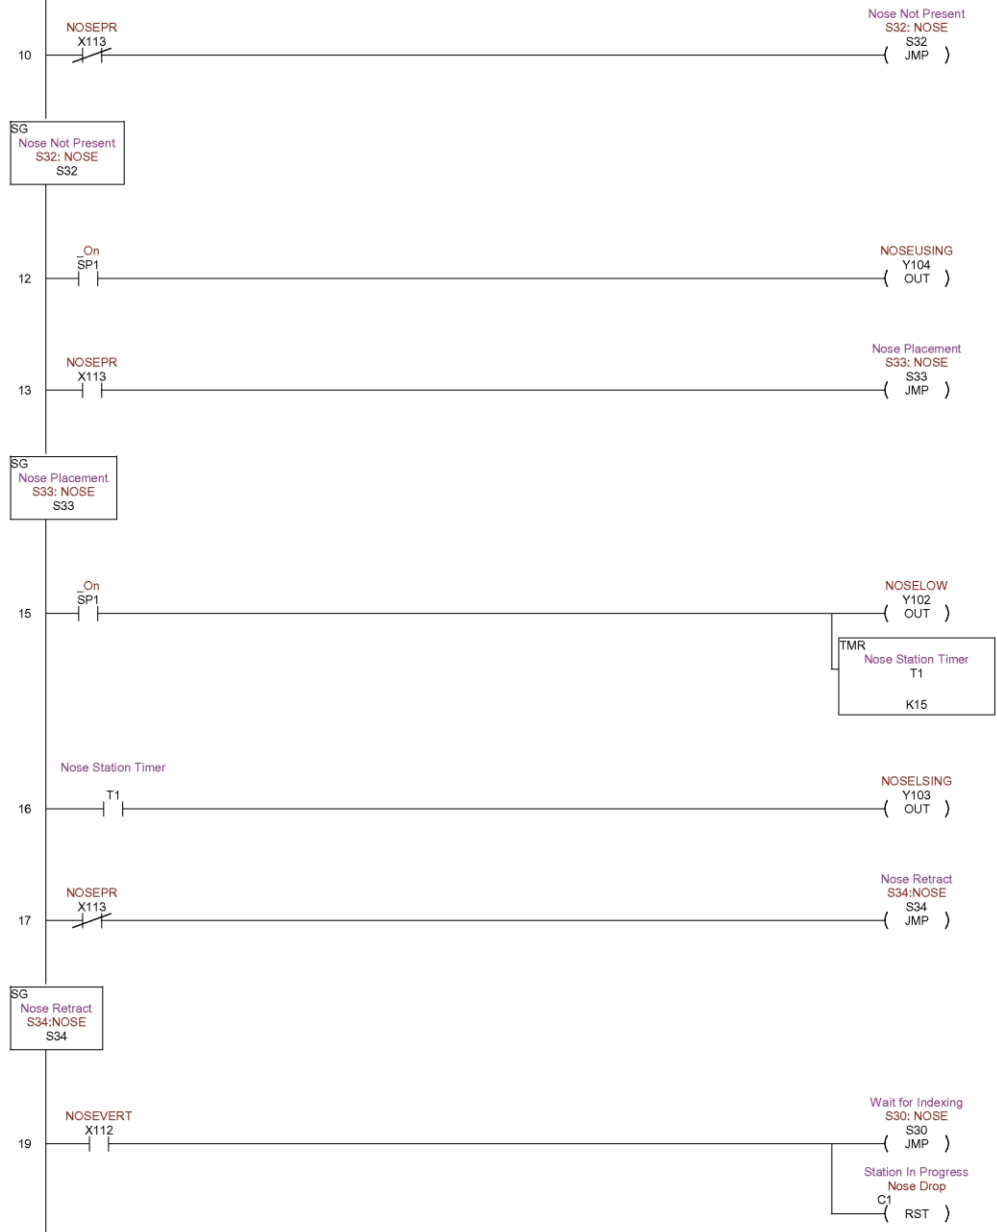 NOSEPR
X113
10
Nose Not Present
S32: NOSE
S32
JMP
SG
Nose Not Present
S32: NOSE
S32
_On
SP1
12
NOSEUSING
Y104
OUT
NOSEPR
X113
13
Nose Placement
S33: NOSE
S33
JMP
SG
Nose Placement
S33: NOSE
S33
_On
SP1
15
NOSELOW
Y102
OUT
TMR
Nose Station Timer
T1
K15
Nose Station Timer
T1
16
NOSELSING
Y103
OUT
NOSEPR
X113
17
Nose Retract
S34:NOSE
S34
JMP
SG
Nose Retract
S34:NOSE
S34
NOSEVERT
X112
19
Wait for Indexing
S30: NOSE
S30
JMP
Station In Progress
Nose Drop
C1
RST